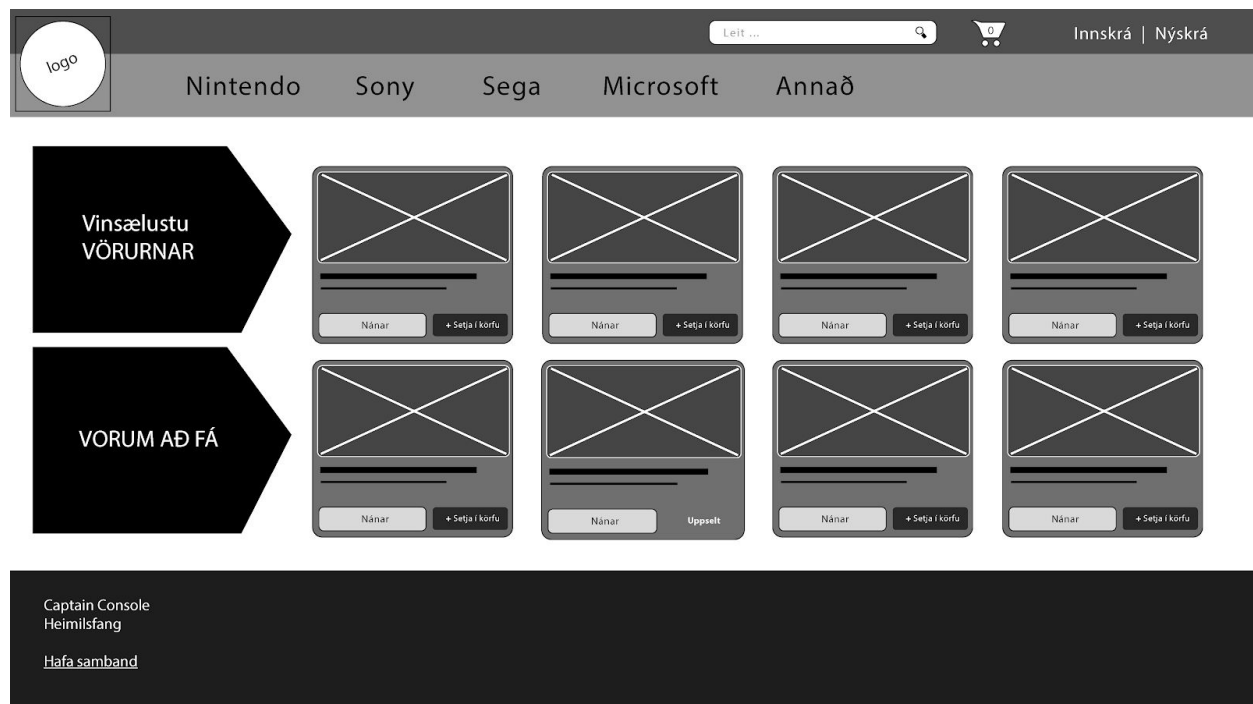 Leit ...
0
Innskrá | Nýskrá
logo
Nintendo Sony Sega Microsoft Annað
Vinsælustu
VÖRURNAR
Nánar + Setja í körfu Nánar + Setja í körfu Nánar + Setja í körfu Nánar + Setja í körfu
VORUM AÐ FÁ
Nánar + Setja í körfu Nánar Uppselt Nánar + Setja í körfu Nánar + Setja í körfu
Captain Console
Heimilsfang
Hafa samband